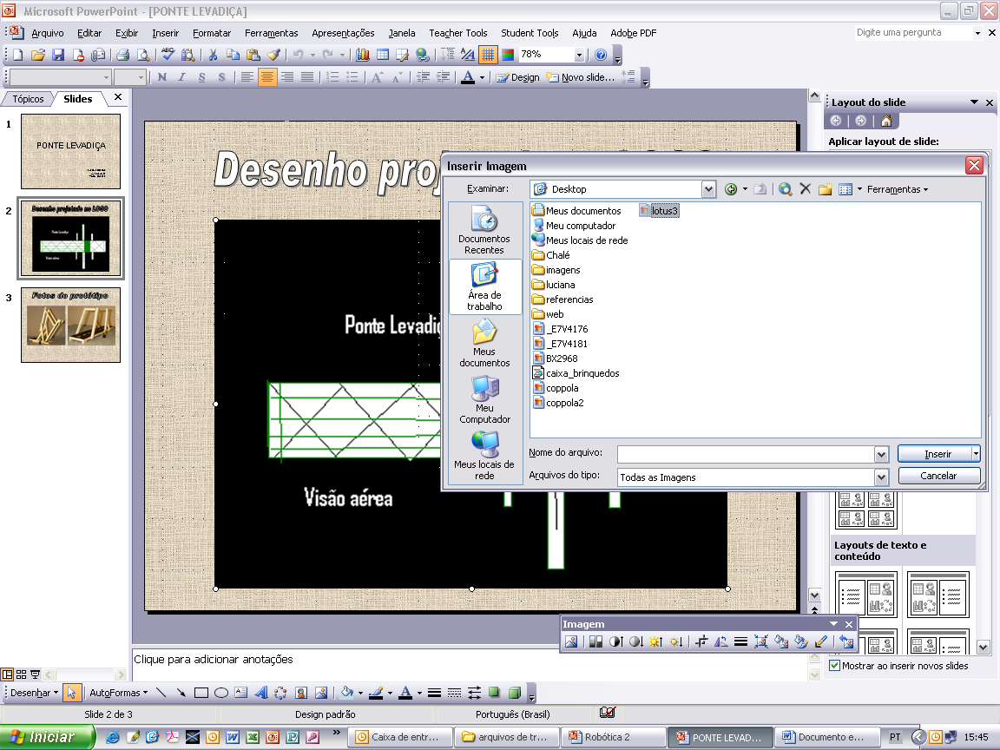 Microsoft PowerPoint - [PONTE LEVADIÇA]
Arquivo Editar Exibir Inserir Formatar Ferramentas Apresentações Janela Teacher Tools Student Tools Ajuda Adobe PDF
Digite uma pergunta
78%
N I S S
Design Novo slide...
Tópicos Slides
1
PONTE LEVADIÇA
2
Desenho projetado no LOGO
Ponte Levadiça
Visão aérea
3
Fotos do protótipo
Desenho proj
Ponte Levadiç
Visão aérea
Inserir Imagem
Examinar: Desktop
Ferramentas
Documentos Recentes
Área de trabalho
Meus documentos
Meu Computador
Meus locais de rede
Meus documentos
Meu computador
Meus locais de rede
Chalé
imagens
luciana
referencias
web
_E7V4176
_E7V4181
BX2968
caixa_brinquedos
coppola
coppola2
lotus3
Nome do arquivo:
Inserir
Arquivos do tipo: Todas as Imagens
Cancelar
Layout do slide
Aplicar layout de slide:
Layouts de texto e
conteúdo
Mostrar ao inserir novos slides
Imagem
Clique para adicionar anotações
Desenhar AutoFormas
Slide 2 de 3 Design padrão Português (Brasil)
Iniciar
Caixa de entr... arquivos de tr... Robótica 2 PONTE LEVAD... Documento e... PT 15:45